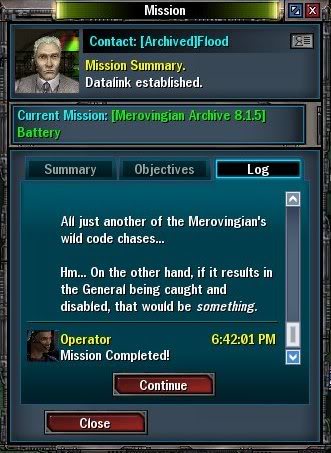 Mission
Contact: [Archived]Flood
Mission Summary.
Datalink established.
Current Mission: [Merovingian Archive 8.1.5]
Battery
Summary
Objectives
Log
All just another of the Merovingian's
wild code chases...
Hm... On the other hand, if it results in
the General being caught and
disabled, that would be something.
Operator 6:42:01 PM
Mission Completed!
Continue
Close